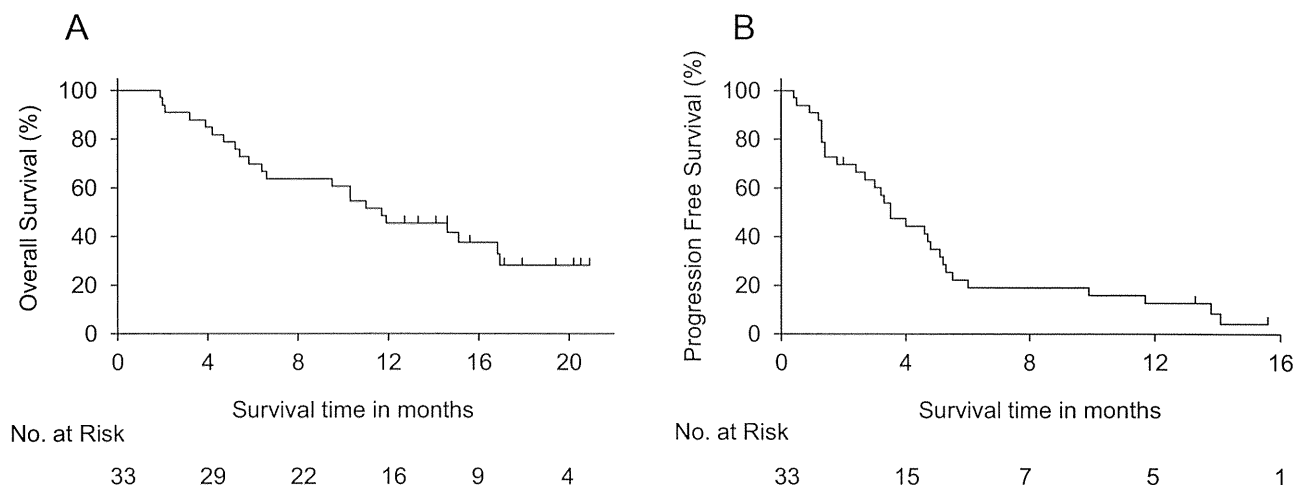 A
Overall Survival (%)
100
80
60
40
20
0
0 4 8 12 16 20
Survival time in months
No. at Risk
33 29 22 16 9 4
B
Progression Free Survival (%)
100
80
60
40
20
0
0 4 8 12 16
Survival time in months
No. at Risk
33 15 7 5 1